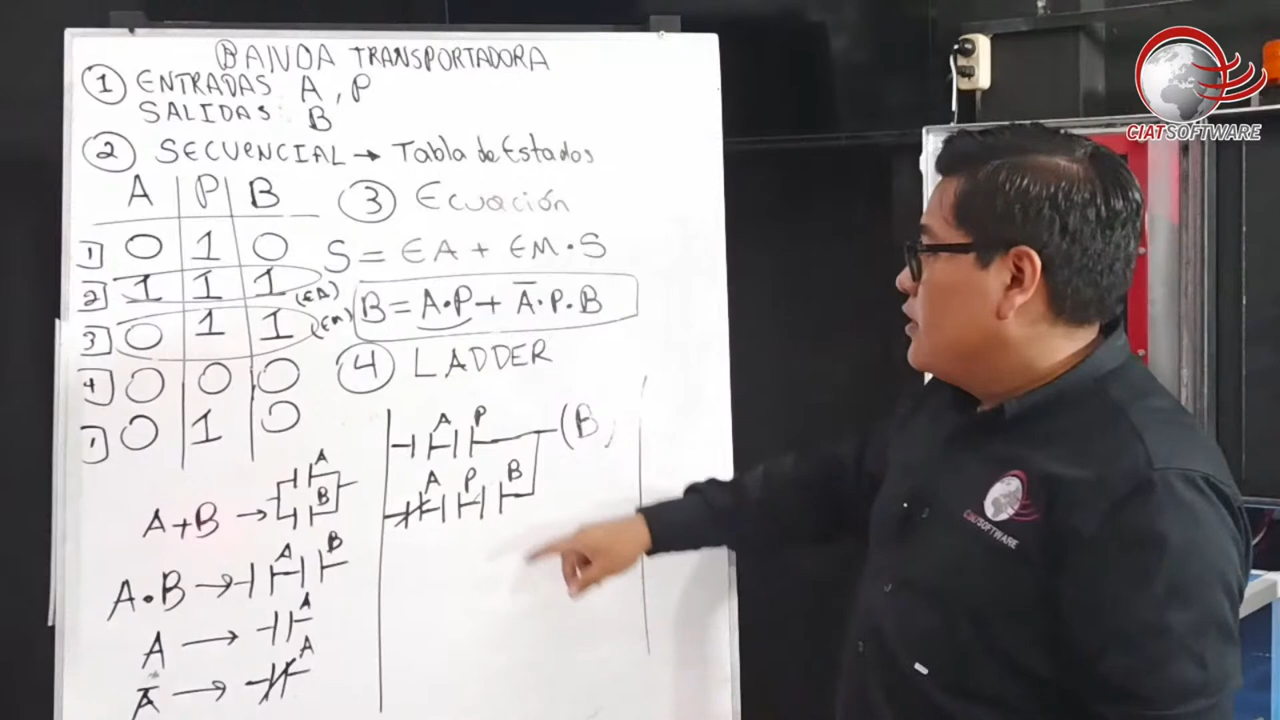 BANDA TRANSPORTADORA
① ENTRADAS A, P
SALIDAS: B
② SECUENCIAL → Tabla de Estados
A P B
1 0 1 0
2 1 1 1 (EA)
3 0 1 1 (EM)
4 0 0 0
1 0 1 0
③ Ecuación
S = EA + EM·S
B = A·P + Ā·P·B
④ LADDER
A P (B)
A P B
A+B → A
B
A·B → A B
A → A
Ā → A
CIATSOFTWARE
CIATSOFTWARE